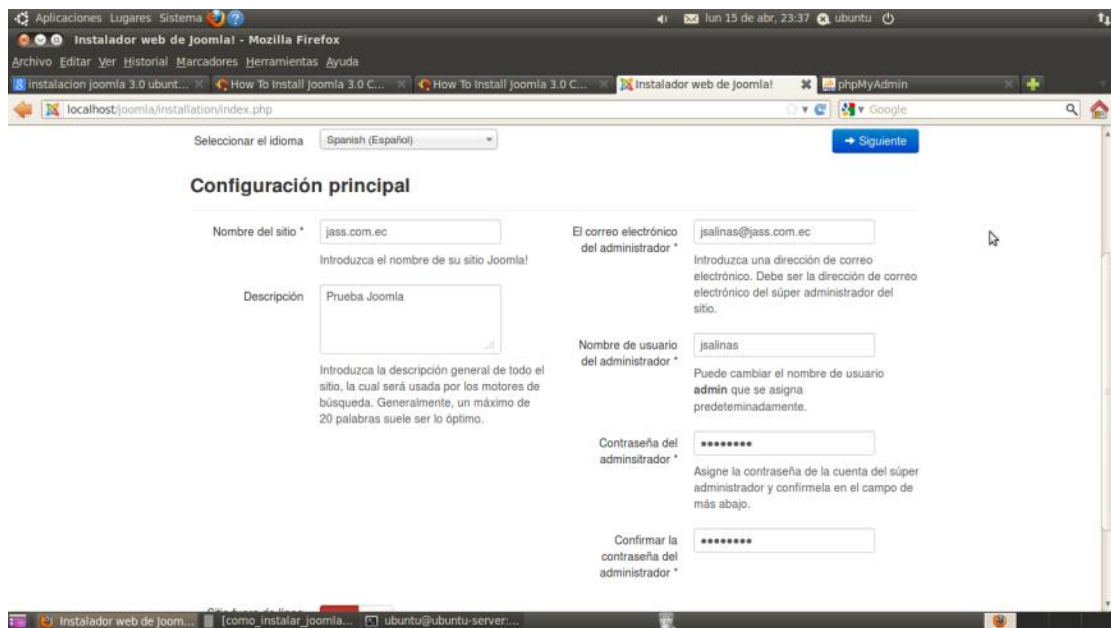 Aplicaciones Lugares Sistema
lun 15 de abr, 23:37 ubuntu
Instalador web de Joomla! - Mozilla Firefox
Archivo Editar Ver Historial Marcadores Herramientas Ayuda
instalacion joomla 3.0 ubunt...
How To Install Joomla 3.0 C...
How To Install Joomla 3.0 C...
Instalador web de Joomla!
phpMyAdmin
localhost/joomla/installation/index.php
Google
Seleccionar el idioma
Spanish (Español)
Siguiente
Configuración principal
Nombre del sitio *
jass.com.ec
Introduzca el nombre de su sitio Joomla!
Descripción
Prueba Joomla
Introduzca la descripción general de todo el
sitio, la cual será usada por los motores de
búsqueda. Generalmente, un máximo de
20 palabras suele ser lo óptimo.
El correo electrónico
del administrador *
jsalinas@jass.com.ec
Introduzca una dirección de correo
electrónico. Debe ser la dirección de correo
electrónico del súper administrador del
sitio.
Nombre de usuario
del administrador *
jsalinas
Puede cambiar el nombre de usuario
admin que se asigna
predeteminadamente.
Contraseña del
adminsitrador *
••••••••
Asigne la contraseña de la cuenta del súper
administrador y confírmela en el campo de
más abajo.
Confirmar la
contraseña del
administrador *
••••••••
Sitio fuera de línea
Instalador web de Joom...
[como_instalar_joomla...
ubuntu@ubuntu-server:...